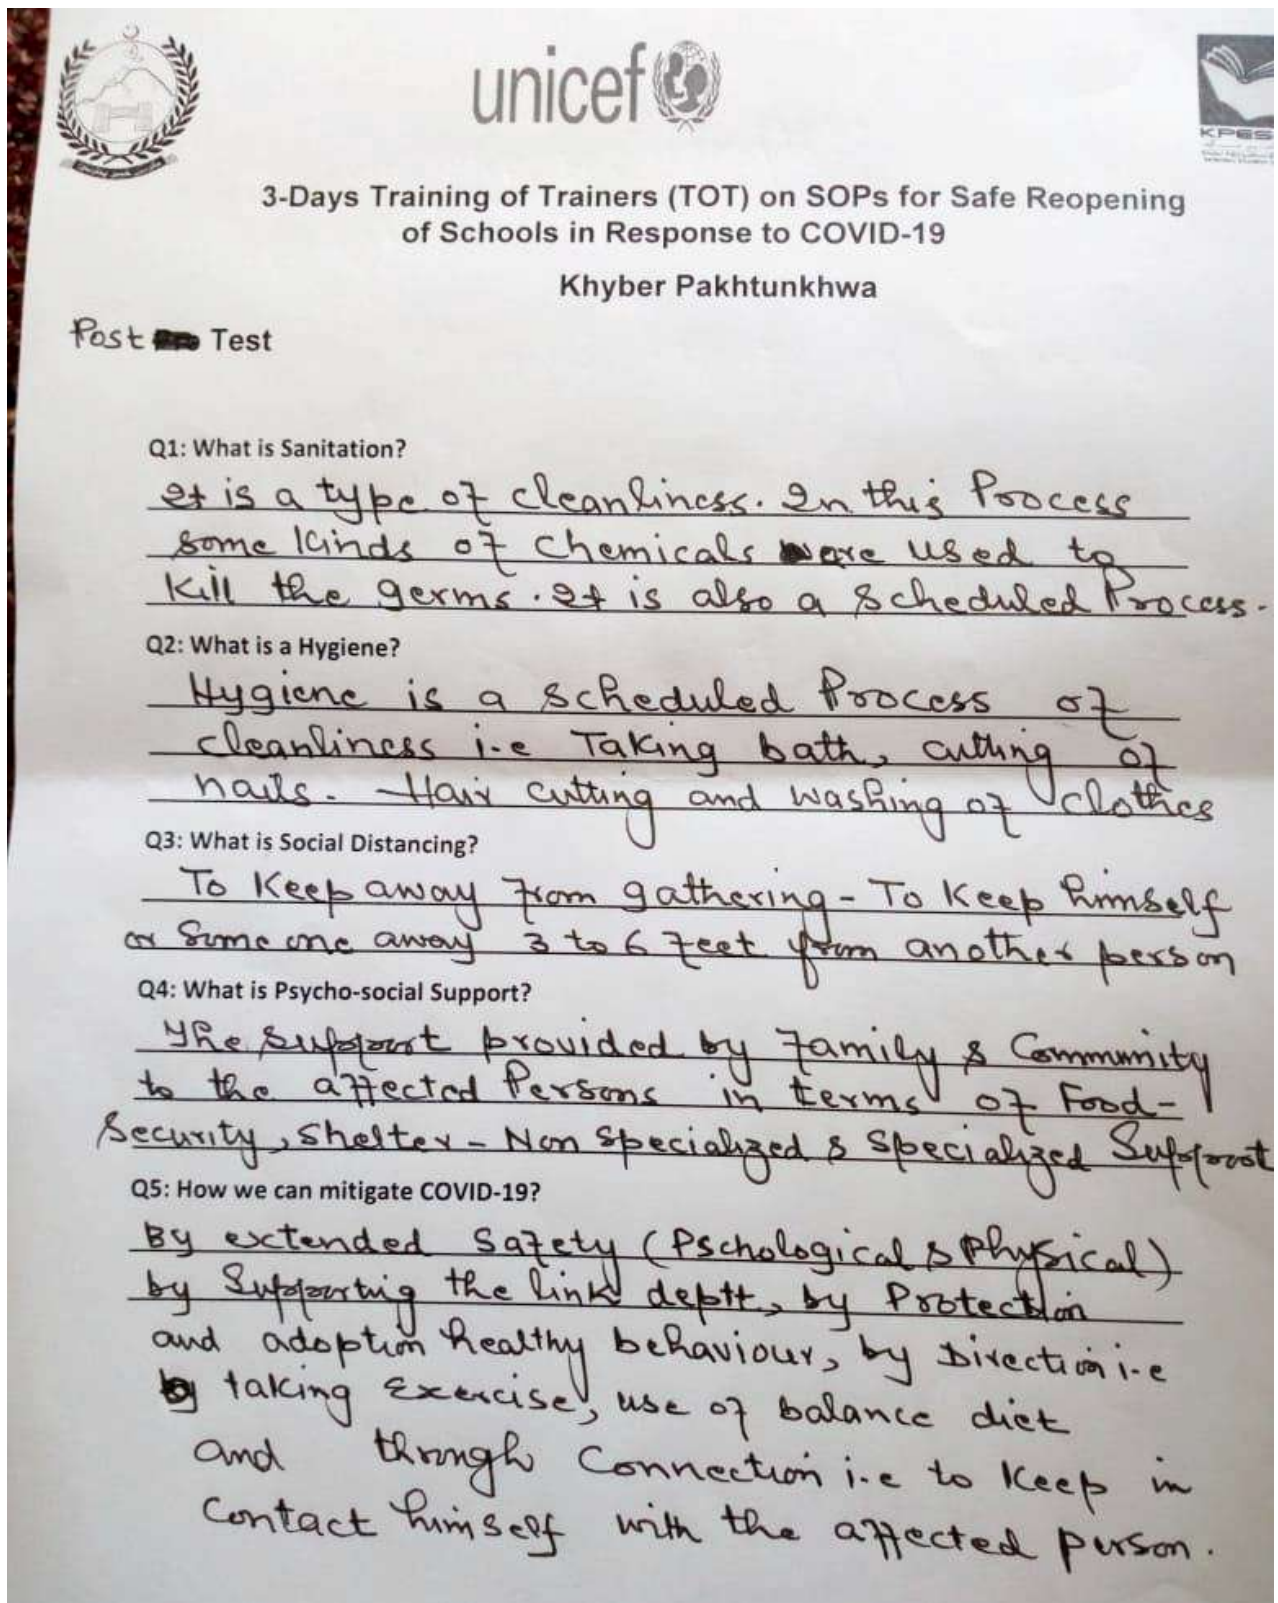 unicef
KPES
3-Days Training of Trainers (TOT) on SOPs for Safe Reopening
of Schools in Response to COVID-19
Khyber Pakhtunkhwa
Post Test
Q1: What is Sanitation?
It is a type of cleanliness. In this Process
some kinds of chemicals are used to
kill the germs. It is also a scheduled Process.
Q2: What is a Hygiene?
Hygiene is a scheduled Process of
cleanliness i.e Taking bath, cutting of
nails. Hair cutting and washing of clothes
Q3: What is Social Distancing?
To Keep away from gathering - To Keep himself
or Some one away 3 to 6 feet from another person
Q4: What is Psycho-social Support?
The Support provided by Family & Community
to the affected Persons in terms of Food-
Security, Shelter - Non Specialized & Specialized Support
Q5: How we can mitigate COVID-19?
By extended Safety (Pschological & Physical)
by Supporting the link deptt, by Protection
and adoption healthy behaviour, by Direction i-e
by taking Exercise, use of balance diet
and through Connection i.e to Keep in
Contact himself with the affected person.